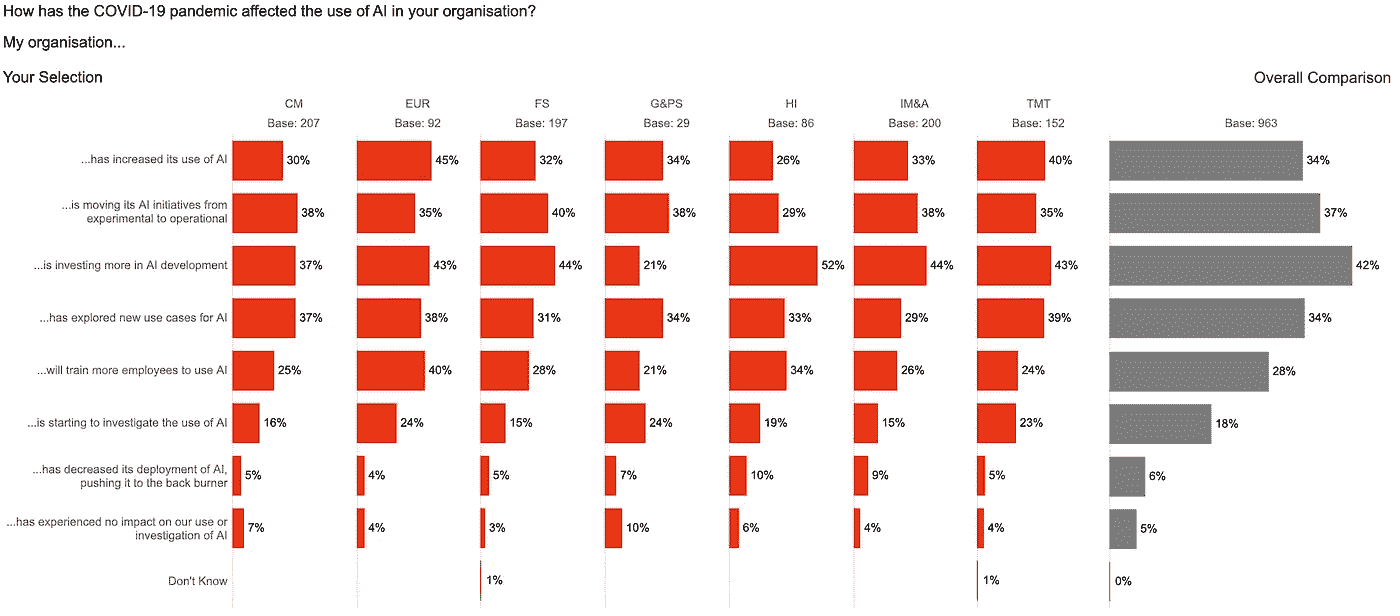 How has the COVID-19 pandemic affected the use of AI in your organisation?
My organisation...
Your Selection
Overall Comparison
CM EUR FS G&PS HI IM&A TMT
Base: 207 Base: 92 Base: 197 Base: 29 Base: 86 Base: 200 Base: 152 Base: 963
...has increased its use of AI 30% 45% 32% 34% 26% 33% 40% 34%
...is moving its AI initiatives from
experimental to operational 38% 35% 40% 38% 29% 38% 35% 37%
...is investing more in AI development 37% 43% 44% 21% 52% 44% 43% 42%
...has explored new use cases for AI 37% 38% 31% 34% 33% 29% 39% 34%
...will train more employees to use AI 25% 40% 28% 21% 34% 26% 24% 28%
...is starting to investigate the use of AI 16% 24% 15% 24% 19% 15% 23% 18%
...has decreased its deployment of AI,
pushing it to the back burner 5% 4% 5% 7% 10% 9% 5% 6%
...has experienced no impact on our use or
investigation of AI 7% 4% 3% 10% 6% 4% 4% 5%
Don't Know 1% 1% 0%